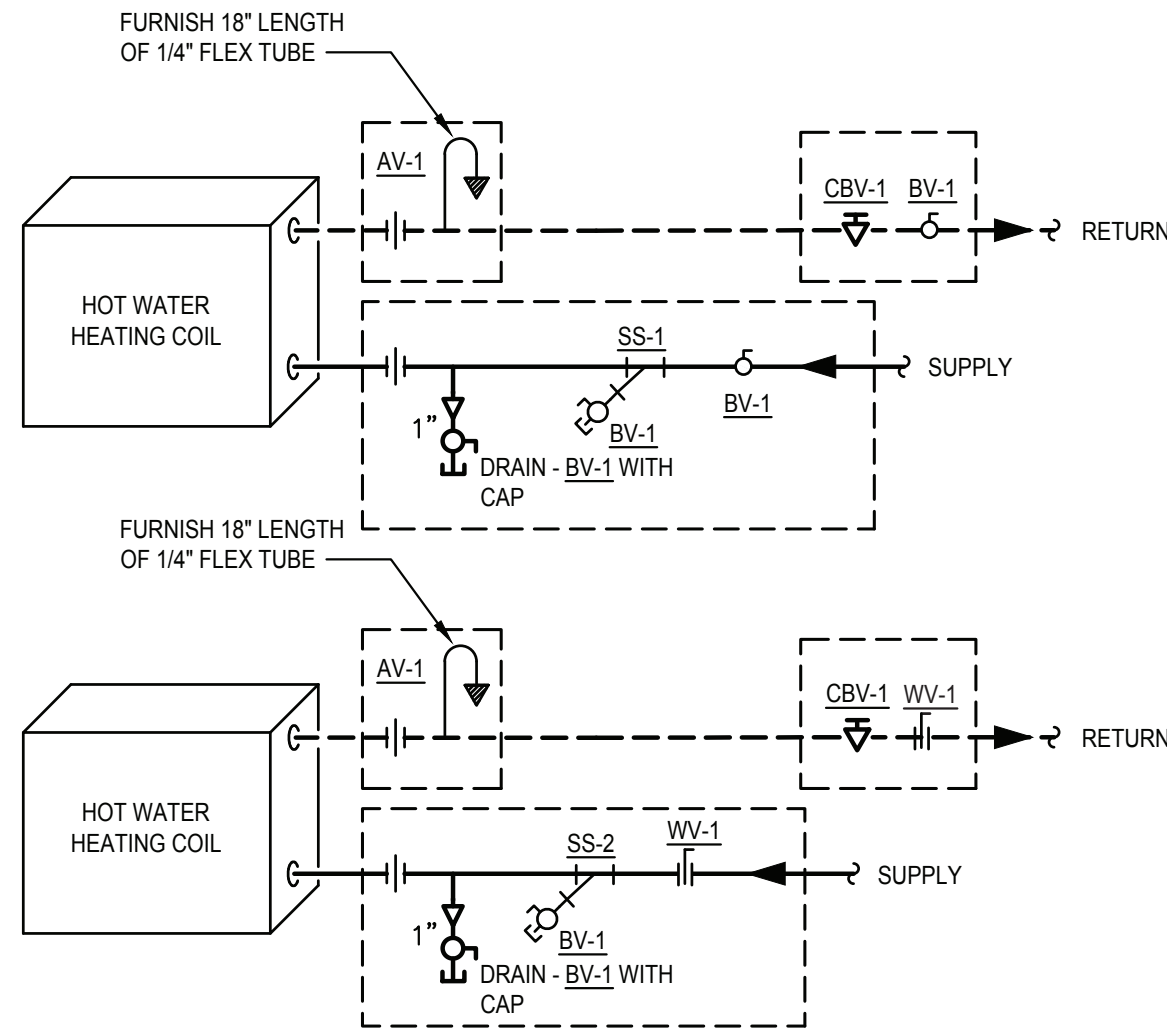 FURNISH 18" LENGTH
OF 1/4" FLEX TUBE
AV-1
CBV-1 BV-1
RETURN
HOT WATER
HEATING COIL
SS-1
SUPPLY
BV-1
BV-1
1”
DRAIN - BV-1 WITH
CAP
FURNISH 18" LENGTH
OF 1/4" FLEX TUBE
AV-1
CBV-1 WV-1
RETURN
HOT WATER
HEATING COIL
WV-1
SS-2
SUPPLY
1”
BV-1
DRAIN - BV-1 WITH
CAP